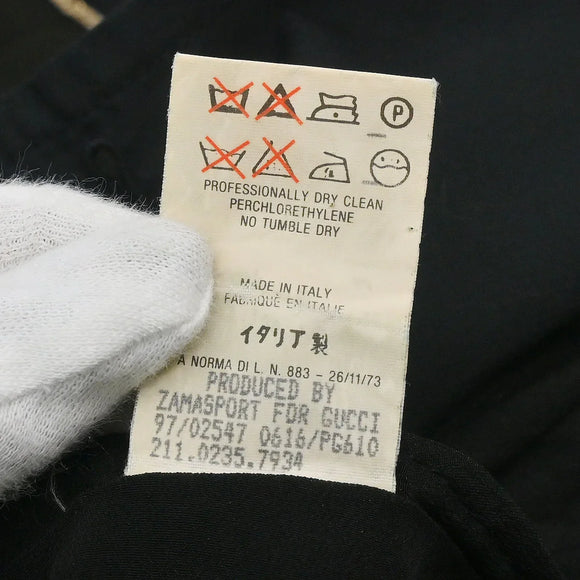 P
PROFESSIONALLY DRY CLEAN
PERCHLORETHYLENE
NO TUMBLE DRY
MADE IN ITALY
FABRIQUÉ EN ITALIE
イタリア製
A NORMA DI L. N. 883 - 26/11/73
PRODUCED BY
ZAMASPORT FOR GUCCI
97/02547 0616/PG610
211.0235.7934